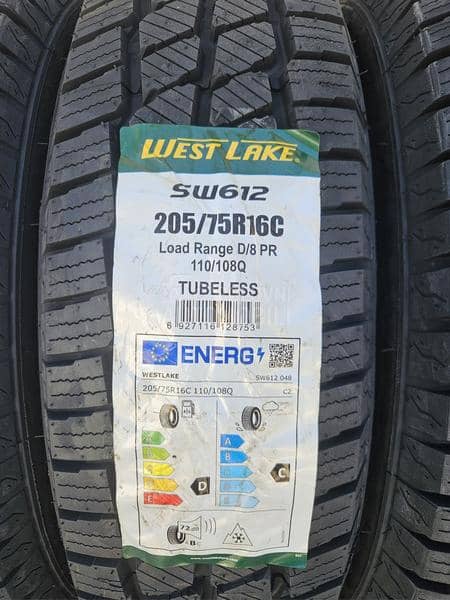 WEST LAKE
SW612
205/75R16C
Load Range D/8 PR
110/108Q
TUBELESS
6 927116 128753
ENERG
WESTLAKE SW612 048
205/75R16C 110/108Q C2
A
B
C
D
E
D
A
B
C
D
E
C
72 dB
B